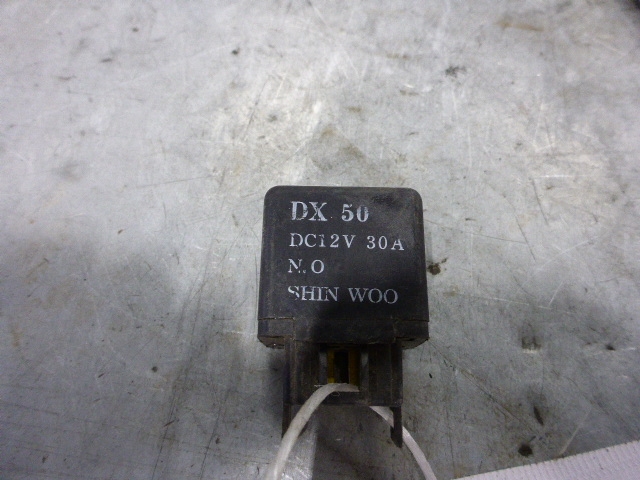 DX 50
DC12V 30A
N.O
SHIN WOO